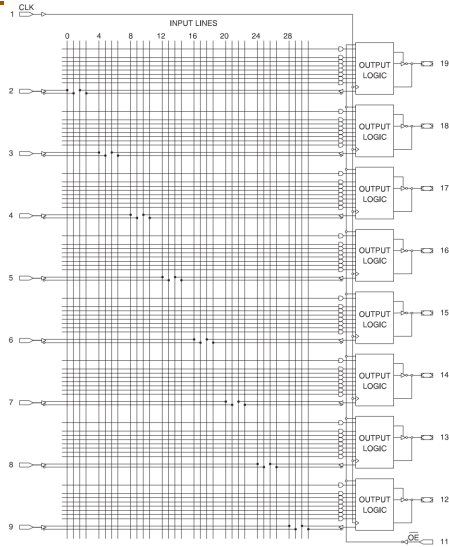 CLK
1
INPUT LINES
0 4 8 12 16 20 24 28
OUTPUT
LOGIC
19
2
OUTPUT
LOGIC
18
3
OUTPUT
LOGIC
17
4
OUTPUT
LOGIC
16
5
OUTPUT
LOGIC
15
6
OUTPUT
LOGIC
14
7
OUTPUT
LOGIC
13
8
OUTPUT
LOGIC
12
9
OE
11